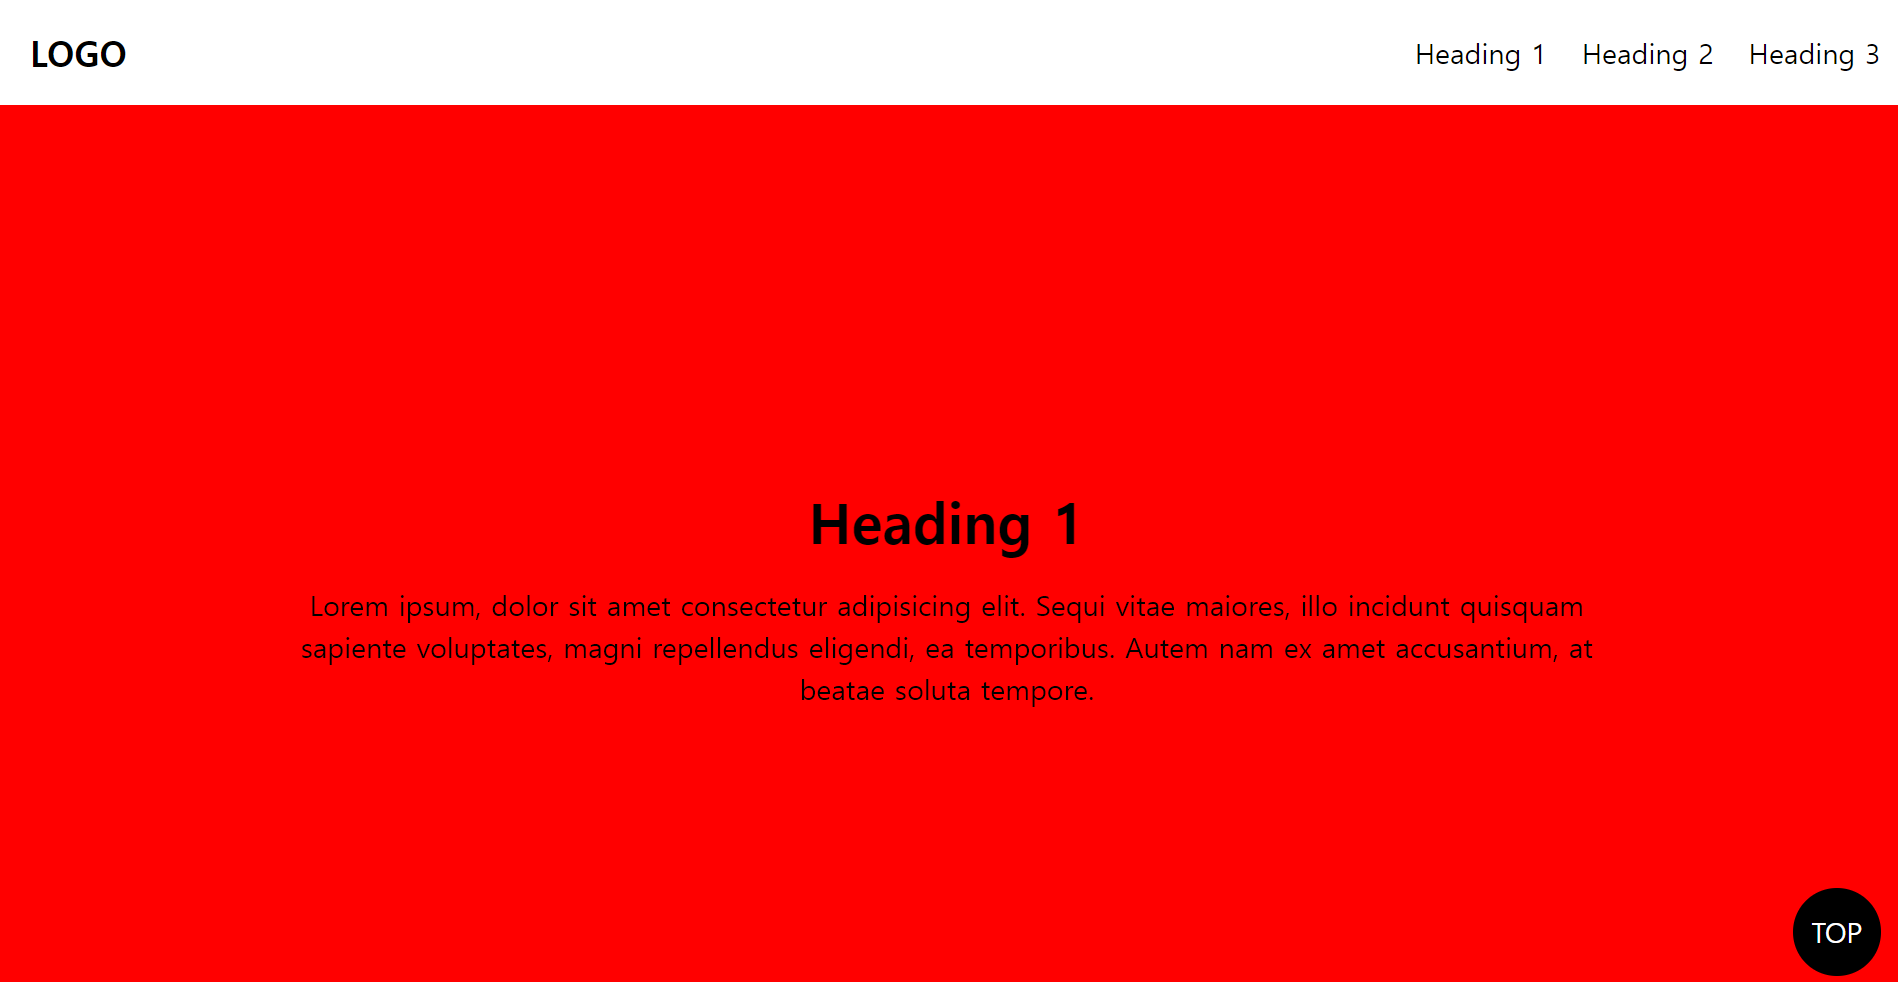 LOGO
Heading 1
Heading 2
Heading 3
Heading 1
Lorem ipsum, dolor sit amet consectetur adipisicing elit. Sequi vitae maiores, illo incidunt quisquam
sapiente voluptates, magni repellendus eligendi, ea temporibus. Autem nam ex amet accusantium, at
beatae soluta tempore.
TOP